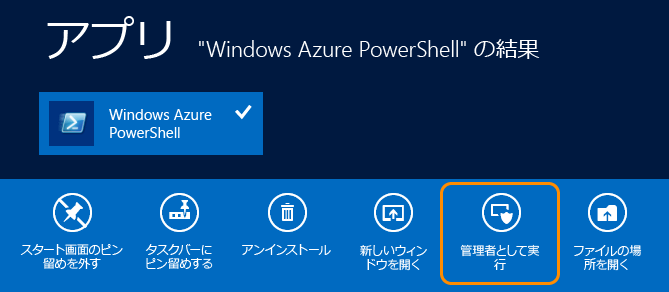 アプリ "Windows Azure PowerShell" の結果
Windows Azure
PowerShell
スタート画面のピン
留めを外す
タスクバーに
ピン留めする
アンインストール
新しいウィン
ドウを開く
管理者として実
行
ファイルの場
所を開く